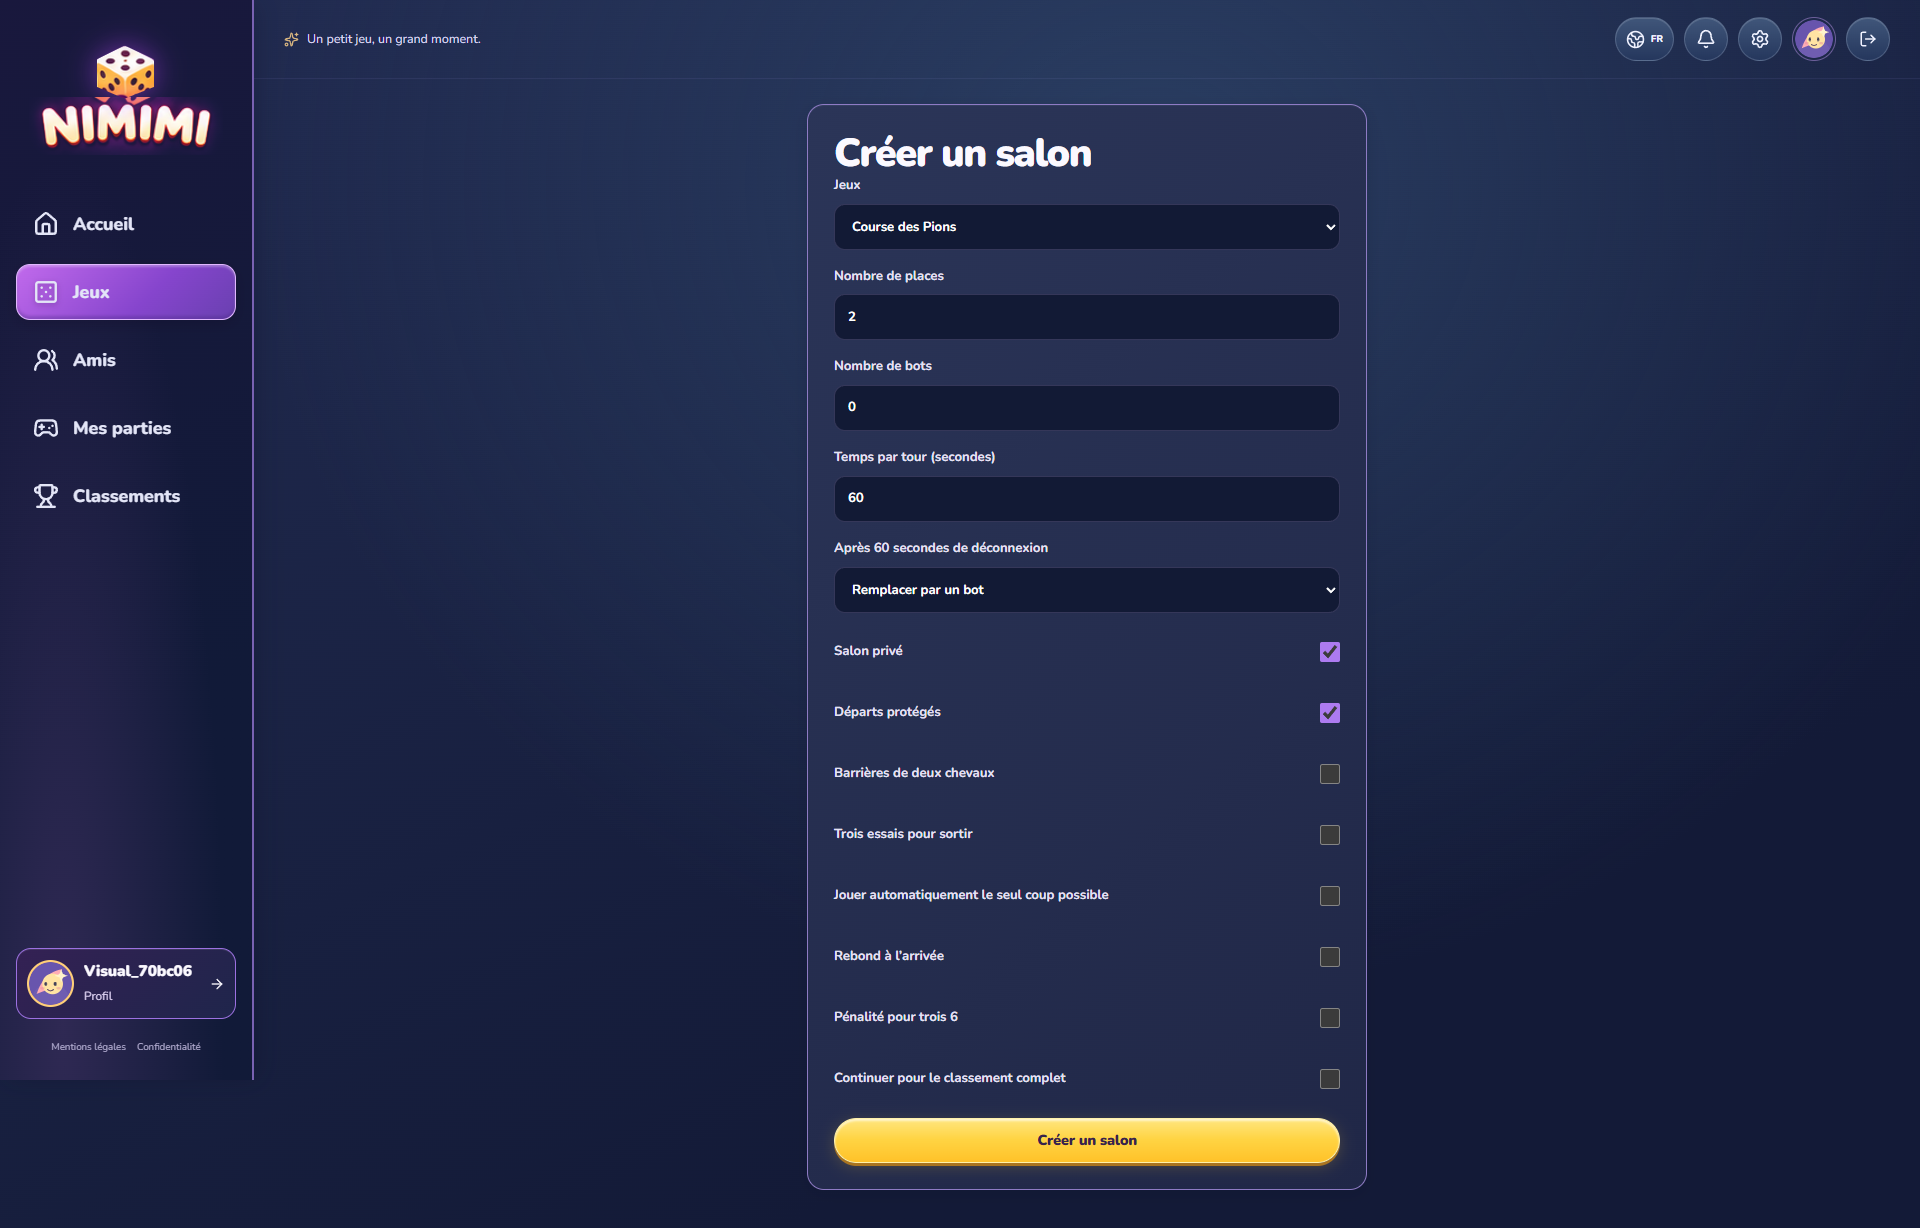 NIMIMI
Un petit jeu, un grand moment.
FR
Accueil
Jeux
Amis
Mes parties
Classements
Visual_70bc06
Profil
Mentions légales Confidentialité
Créer un salon
Jeux
Course des Pions
Nombre de places
2
Nombre de bots
0
Temps par tour (secondes)
60
Après 60 secondes de déconnexion
Remplacer par un bot
Salon privé
Départs protégés
Barrières de deux chevaux
Trois essais pour sortir
Jouer automatiquement le seul coup possible
Rebond à l'arrivée
Pénalité pour trois 6
Continuer pour le classement complet
Créer un salon